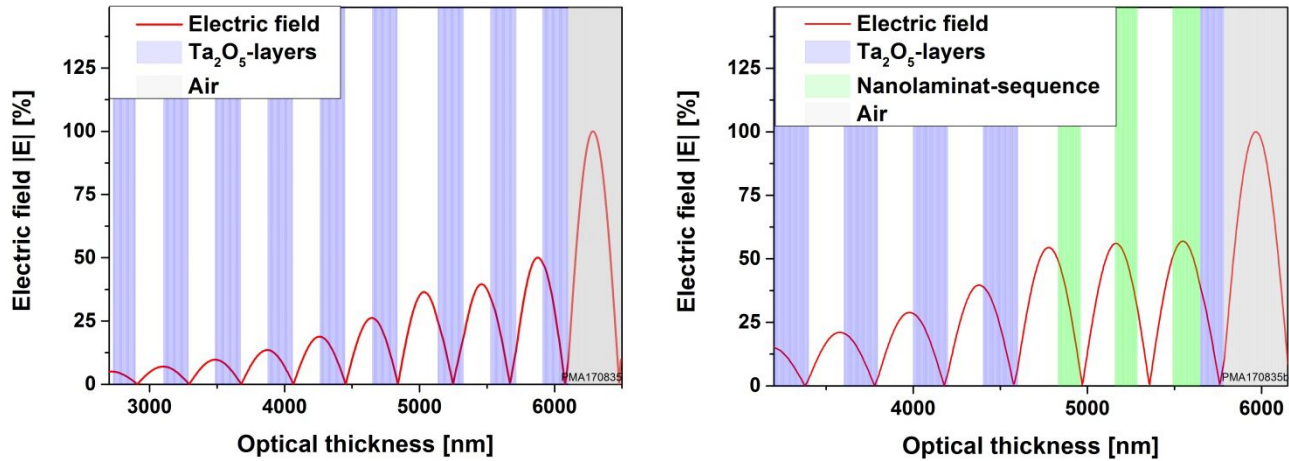 Electric field
Ta₂O₅-layers
Air
Electric field |E| [%]
125
100
75
50
25
0
3000
4000
5000
6000
PMA170835
Optical thickness [nm]
Electric field
Ta₂O₅-layers
Nanolaminat-sequence
Air
Electric field |E| [%]
125
100
75
50
25
0
4000
5000
6000
PMA170835b
Optical thickness [nm]